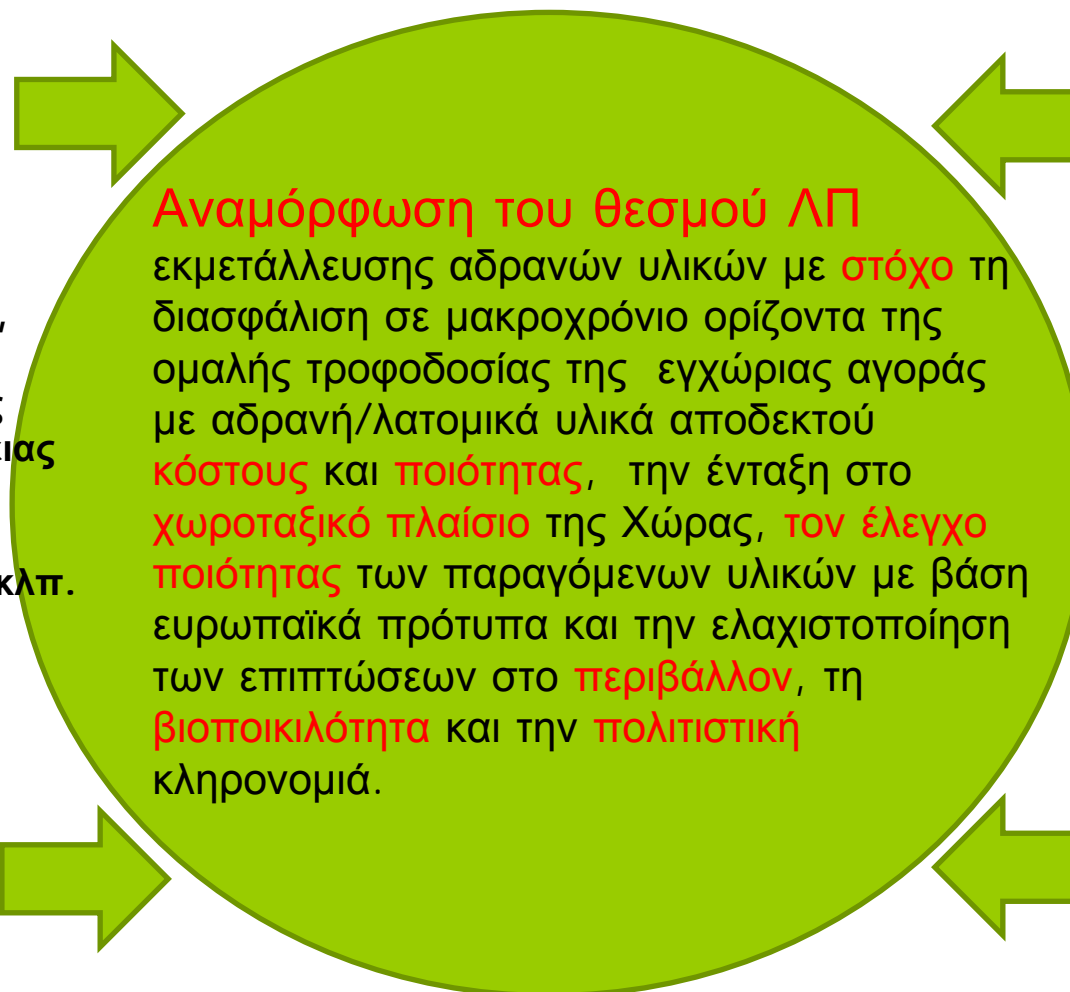 Αναμόρφωση του θεσμού ΛΠ
εκμετάλλευσης αδρανών υλικών με στόχο τη
διασφάλιση σε μακροχρόνιο ορίζοντα της
ομαλής τροφοδοσίας της εγχώριας αγοράς
με αδρανή/λατομικά υλικά αποδεκτού
κόστους και ποιότητας, την ένταξη στο
χωροταξικό πλαίσιο της Χώρας, τον έλεγχο
ποιότητας των παραγόμενων υλικών με βάση
ευρωπαϊκά πρότυπα και την ελαχιστοποίηση
των επιπτώσεων στο περιβάλλον, τη
βιοποικιλότητα και την πολιτιστική
κληρονομιά.
κλπ.